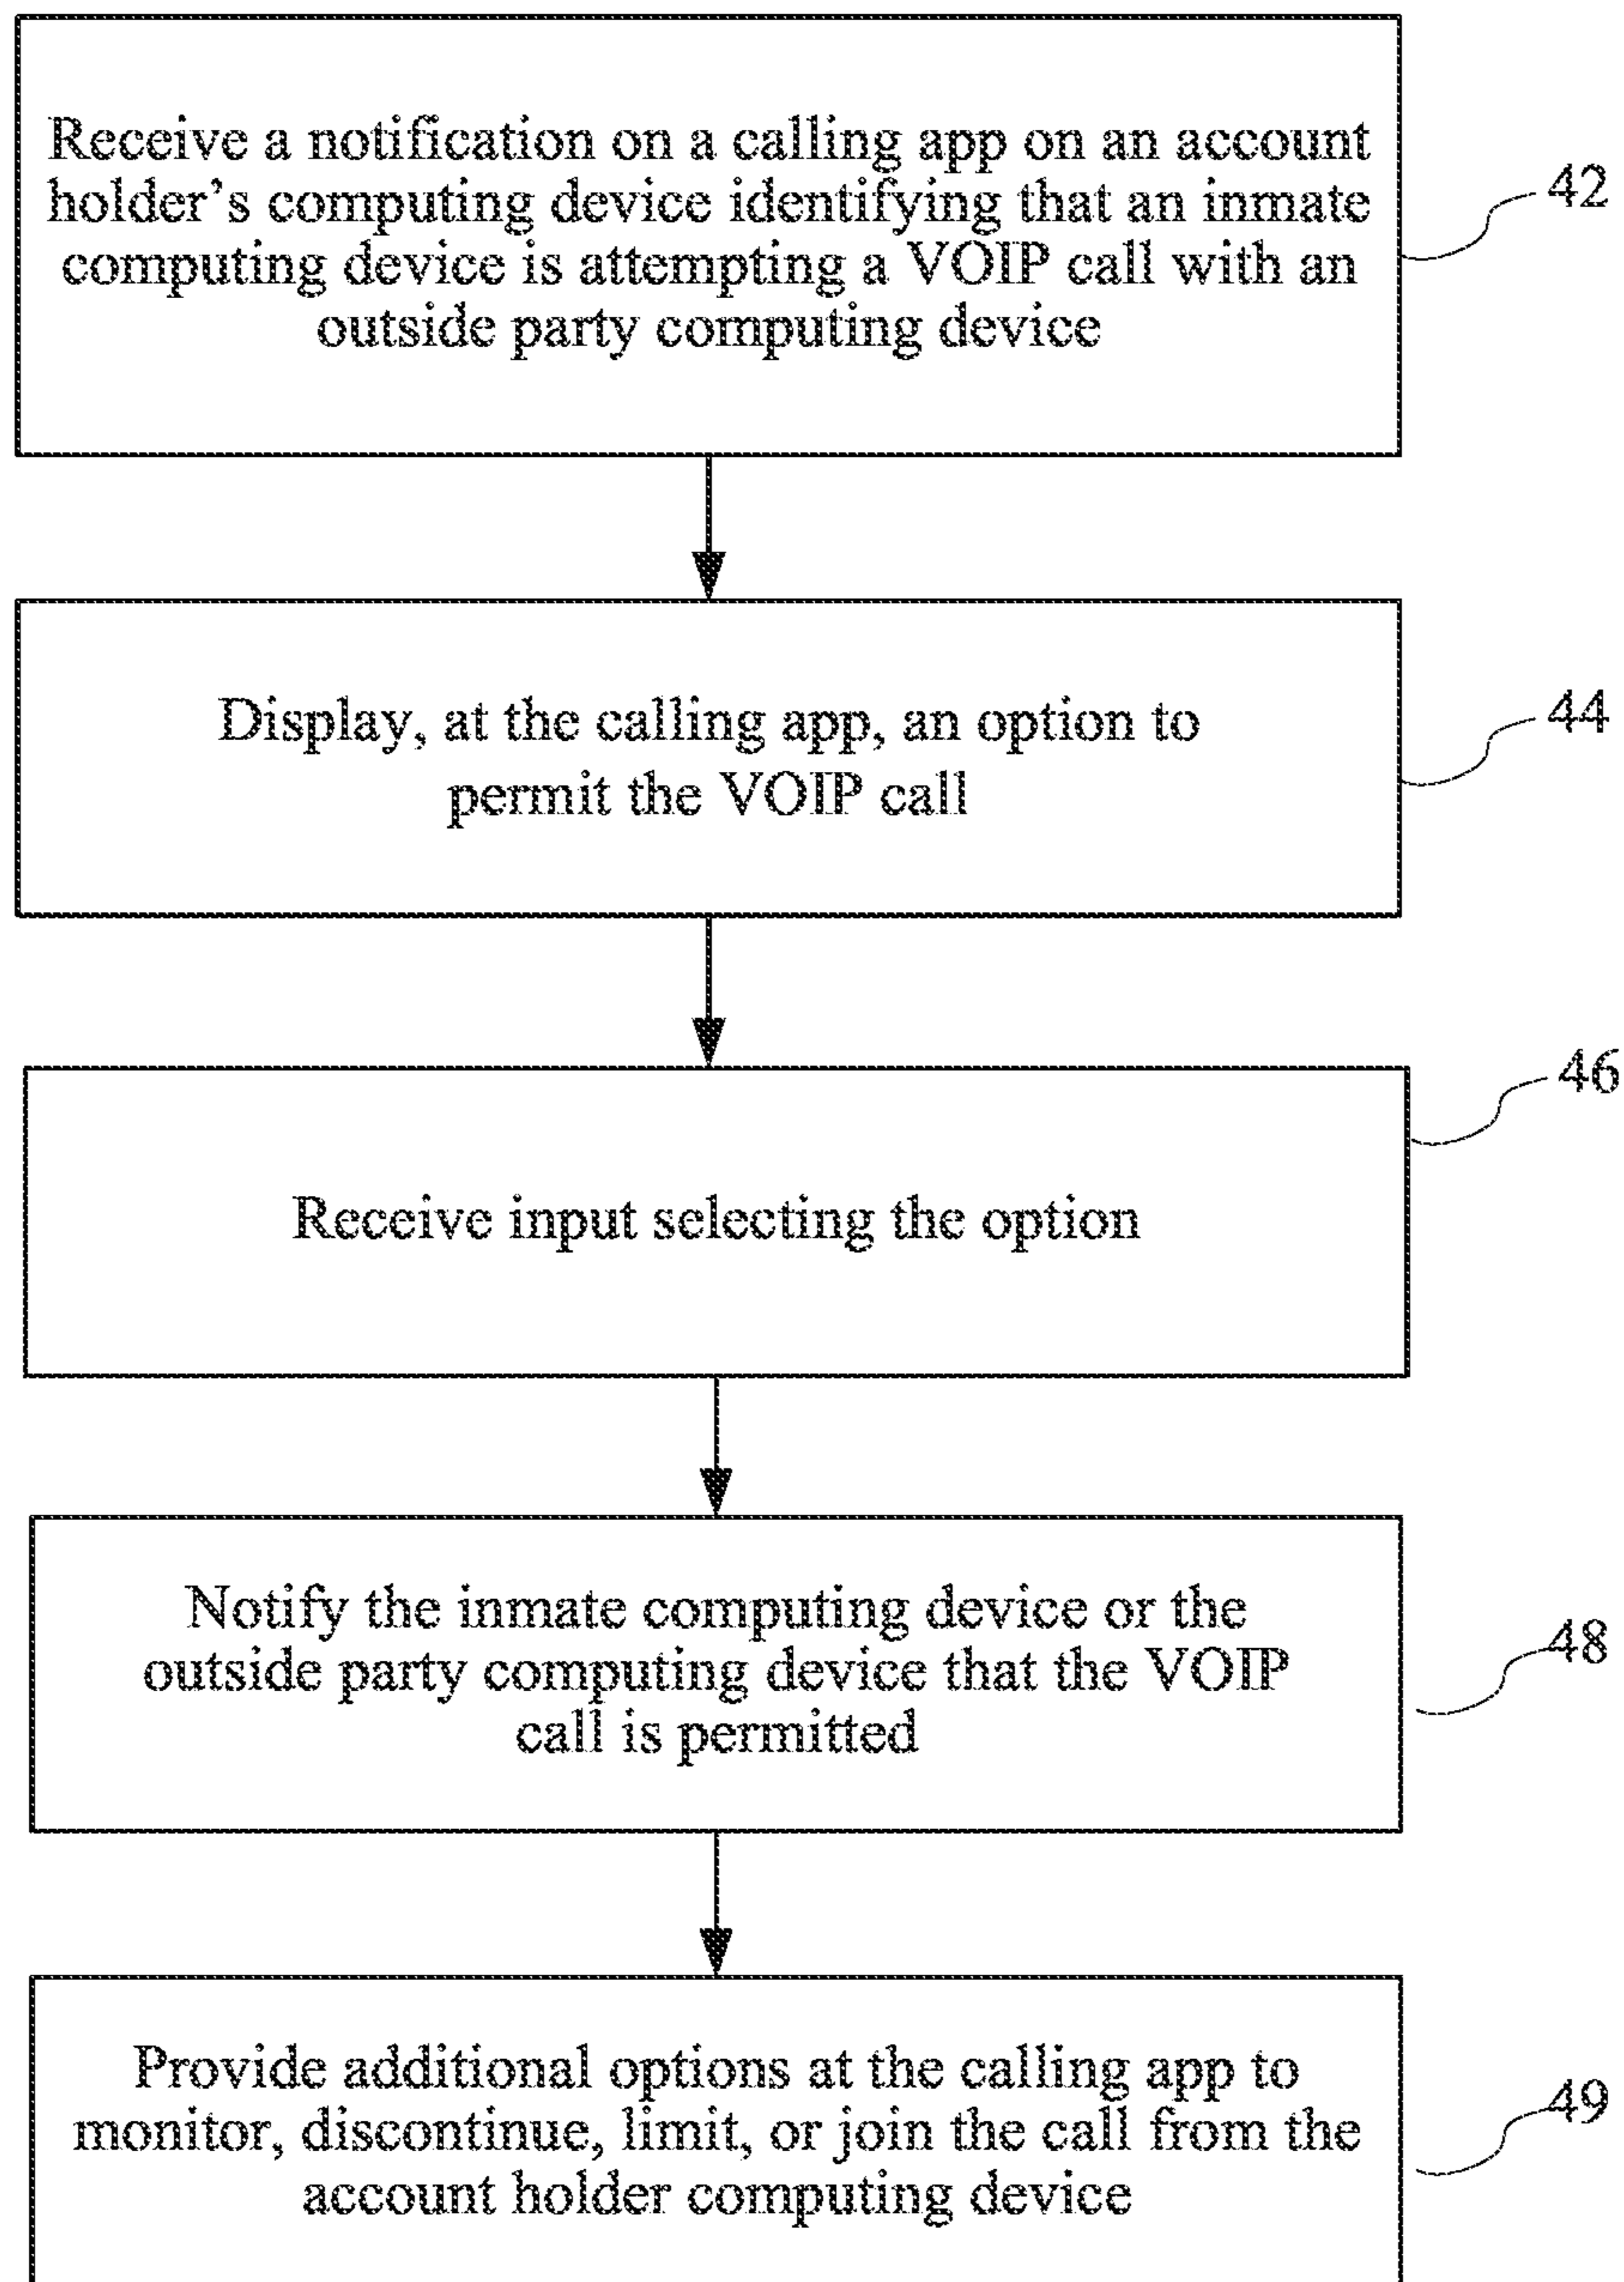 Receive a notification on a calling app on an account
holder's computing device identifying that an inmate
computing device is attempting a VOIP call with an
outside party computing device
42
Display, at the calling app, an option to
permit the VOIP call
44
Receive input selecting the option
46
Notify the inmate computing device or the
outside party computing device that the VOIP
call is permitted
48
Provide additional options at the calling app to
monitor, discontinue, limit, or join the call from the
account holder computing device
49